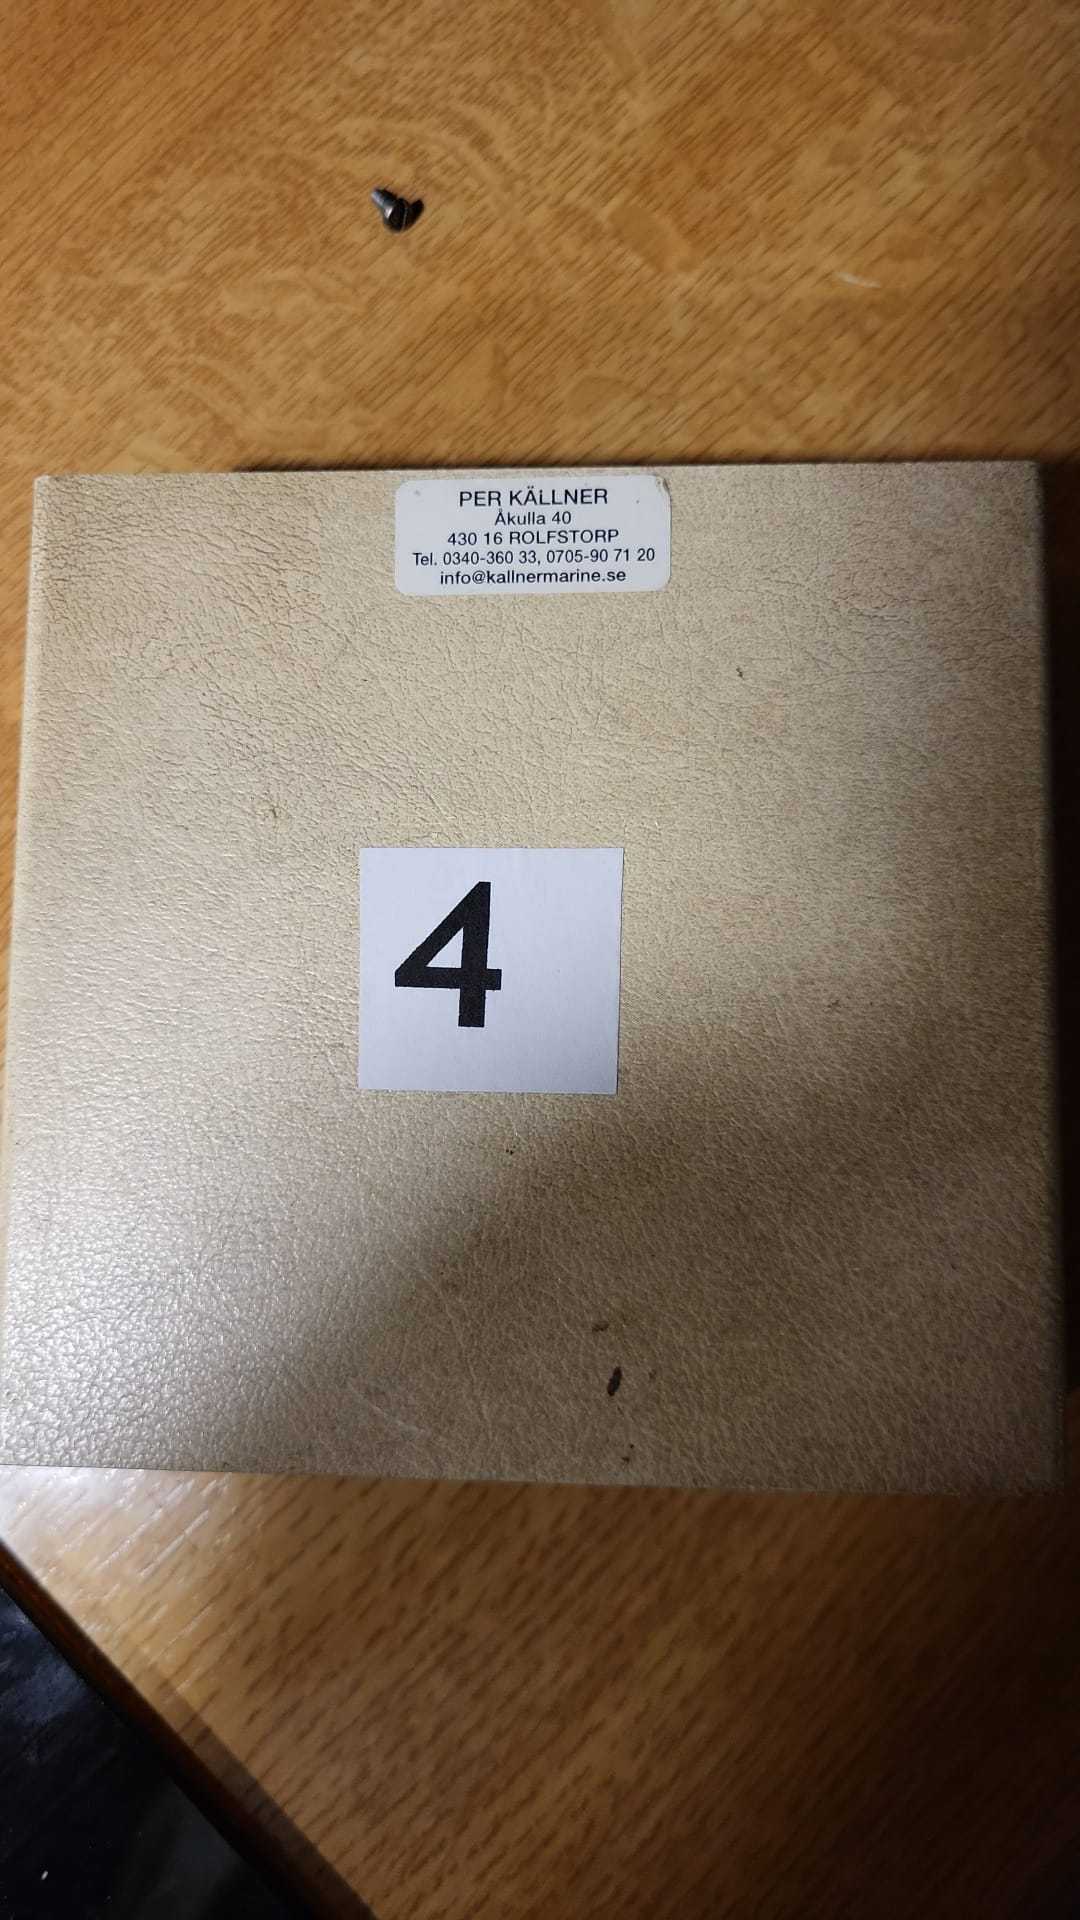 PER KÄLLNER
Åkulla 40
430 16 ROLFSTORP
Tel. 0340-360 33, 0705-90 71 20
info@kallnermarine.se
4